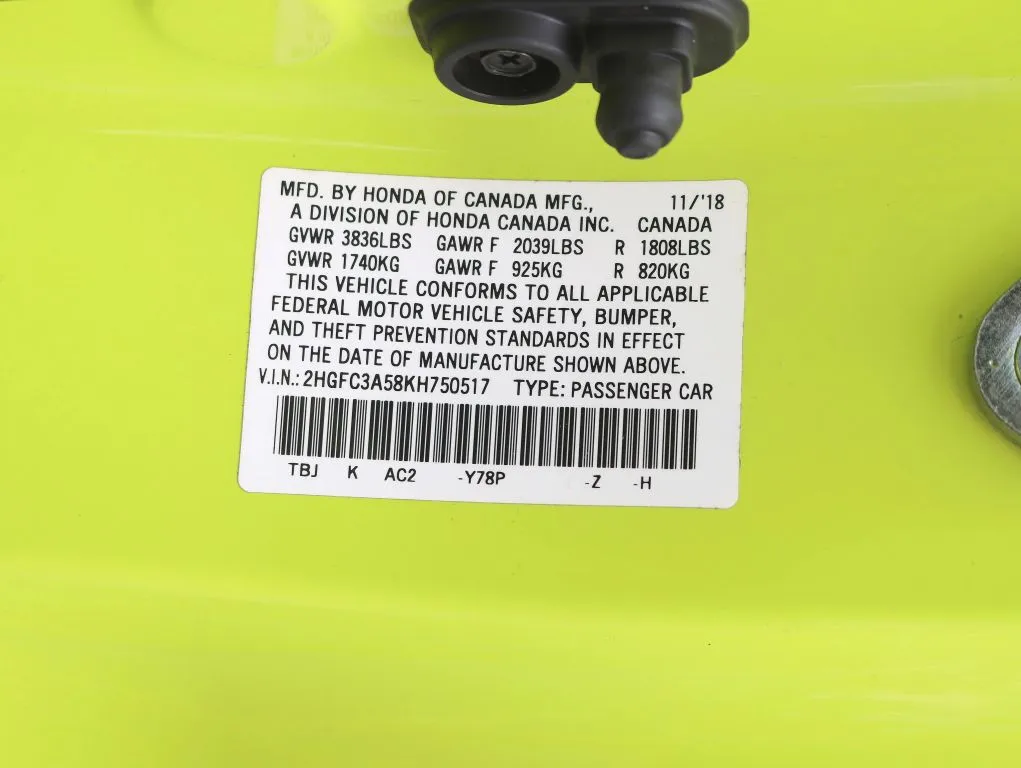 MFD. BY HONDA OF CANADA MFG., 11/'18
A DIVISION OF HONDA CANADA INC. CANADA
GVWR 3836LBS GAWR F 2039LBS R 1808LBS
GVWR 1740KG GAWR F 925KG R 820KG
THIS VEHICLE CONFORMS TO ALL APPLICABLE
FEDERAL MOTOR VEHICLE SAFETY, BUMPER,
AND THEFT PREVENTION STANDARDS IN EFFECT
ON THE DATE OF MANUFACTURE SHOWN ABOVE.
V.I.N.: 2HGFC3A58KH750517 TYPE: PASSENGER CAR
TBJ K AC2 -Y78P -Z -H